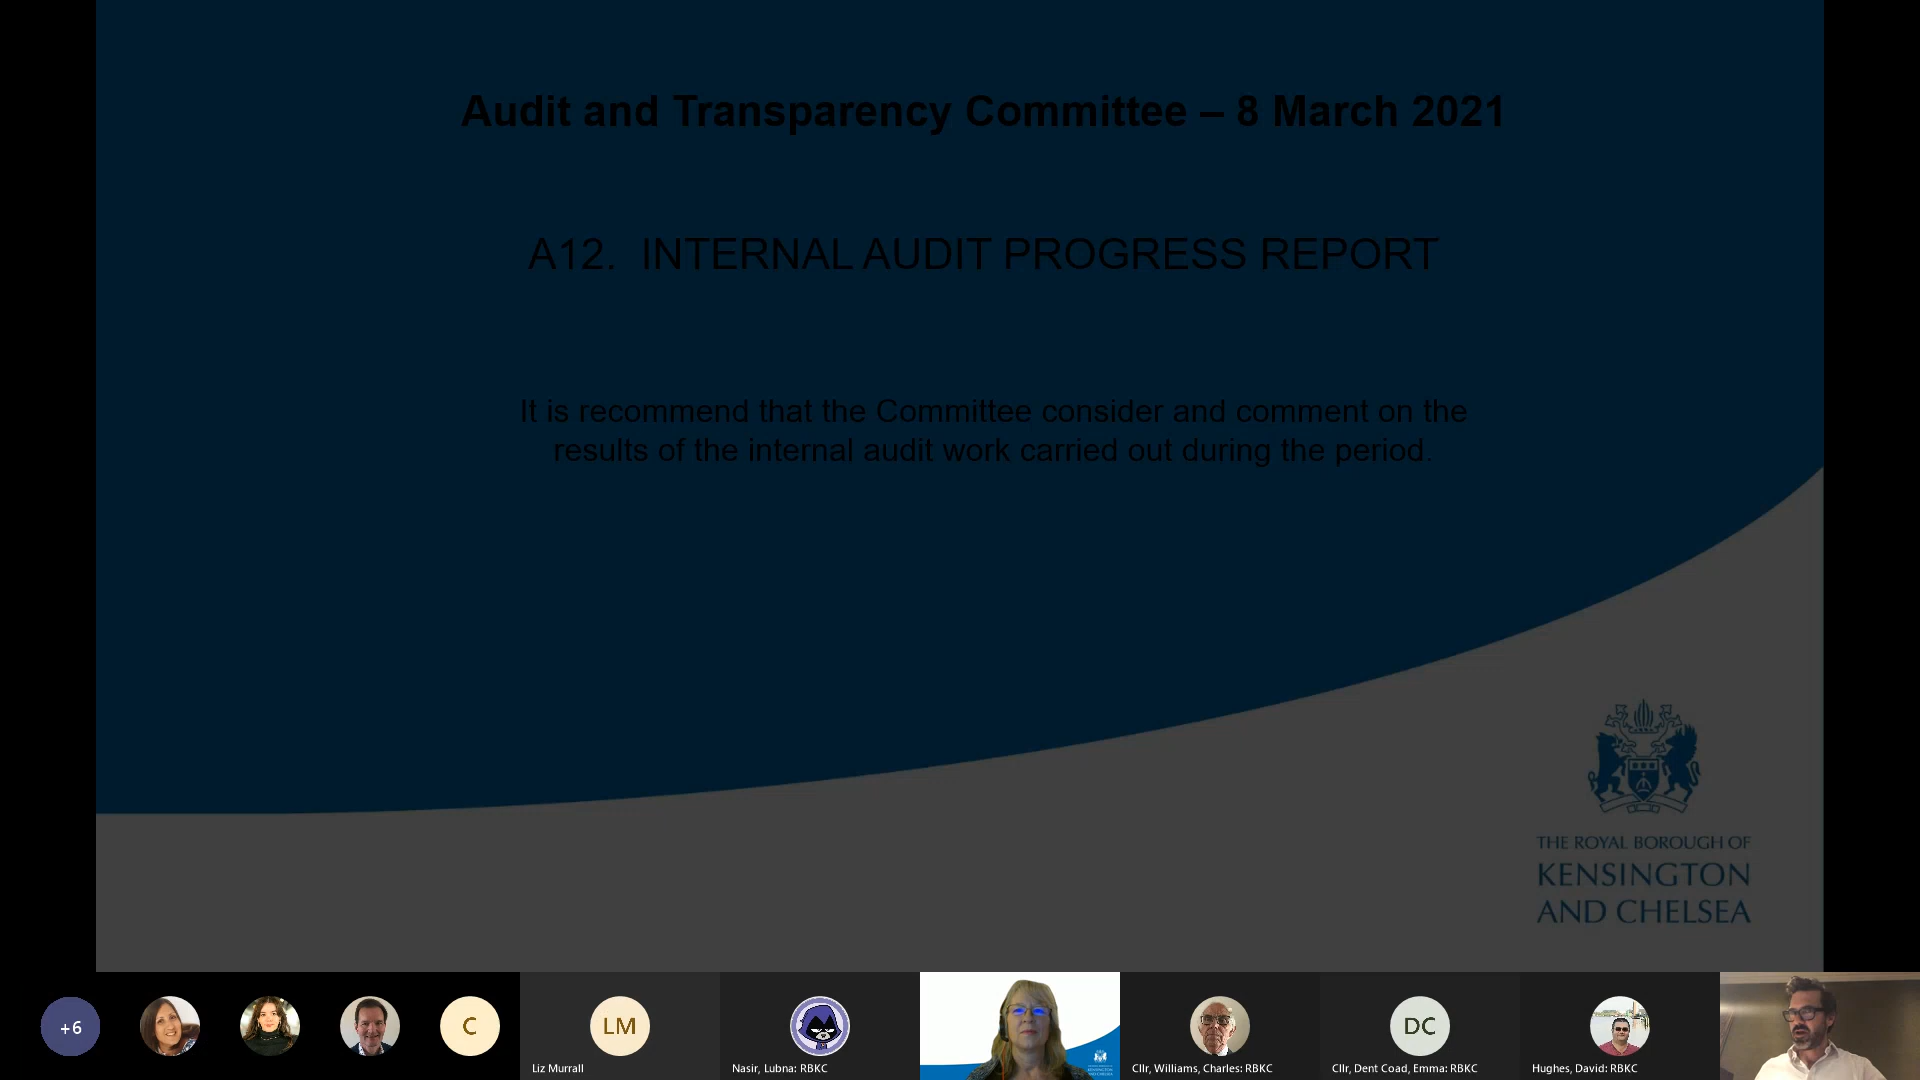 Audit and Transparency Committee – 8 March 2021
A12. INTERNAL AUDIT PROGRESS REPORT
It is recommend that the Committee consider and comment on the
results of the internal audit work carried out during the period.
THE ROYAL BOROUGH OF
KENSINGTON
AND CHELSEA
+6
C
LM
DC
Liz Murrall
Nasir, Lubna: RBKC
Cllr, Williams, Charles: RBKC
Cllr, Dent Coad, Emma: RBKC
Hughes, David: RBKC